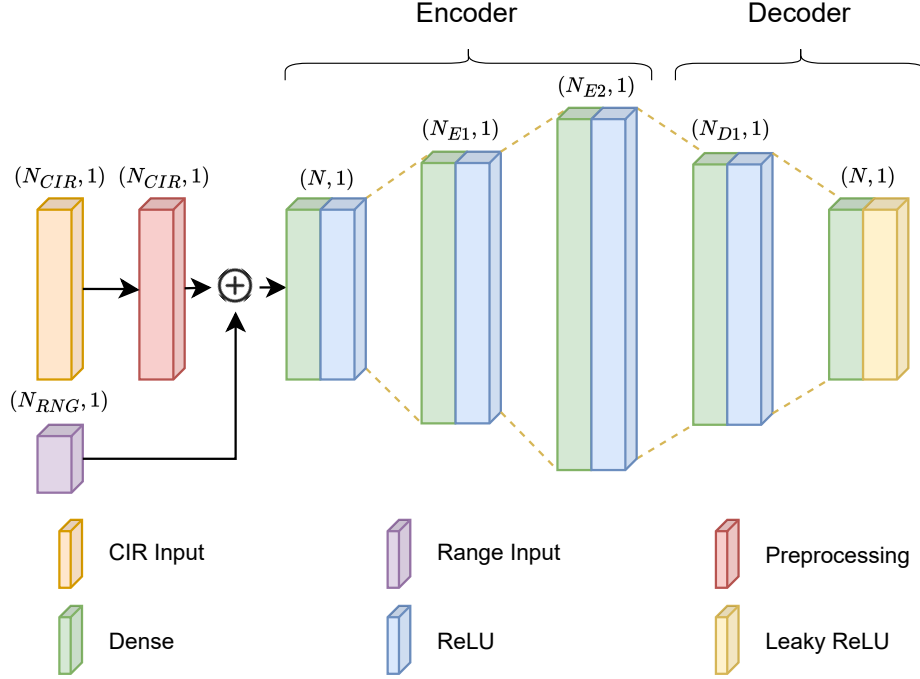 Encoder
Decoder
(N_{E2}, 1)
(N_{E1}, 1)
(N_{D1}, 1)
(N_{CIR}, 1)
(N_{CIR}, 1)
(N, 1)
(N, 1)
(N_{RNG}, 1)
CIR Input
Range Input
Preprocessing
Dense
ReLU
Leaky ReLU